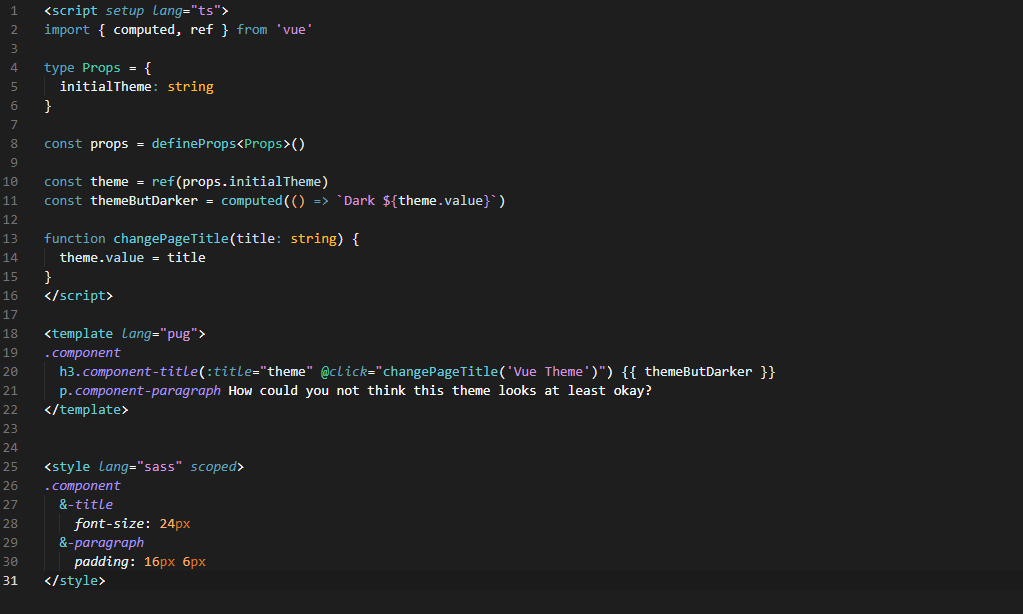 1 <script setup lang="ts">
2 import { computed, ref } from 'vue'
3
4 type Props = {
5   initialTheme: string
6 }
7
8 const props = defineProps<Props>()
9
10 const theme = ref(props.initialTheme)
11 const themeButDarker = computed(() => `Dark ${theme.value}`)
12
13 function changePageTitle(title: string) {
14   theme.value = title
15 }
16 </script>
17
18 <template lang="pug">
19 .component
20   h3.component-title(:title="theme" @click="changePageTitle('Vue Theme')") {{ themeButDarker }}
21   p.component-paragraph How could you not think this theme looks at least okay?
22 </template>
23
24
25 <style lang="sass" scoped>
26 .component
27   &-title
28     font-size: 24px
29   &-paragraph
30     padding: 16px 6px
31 </style>